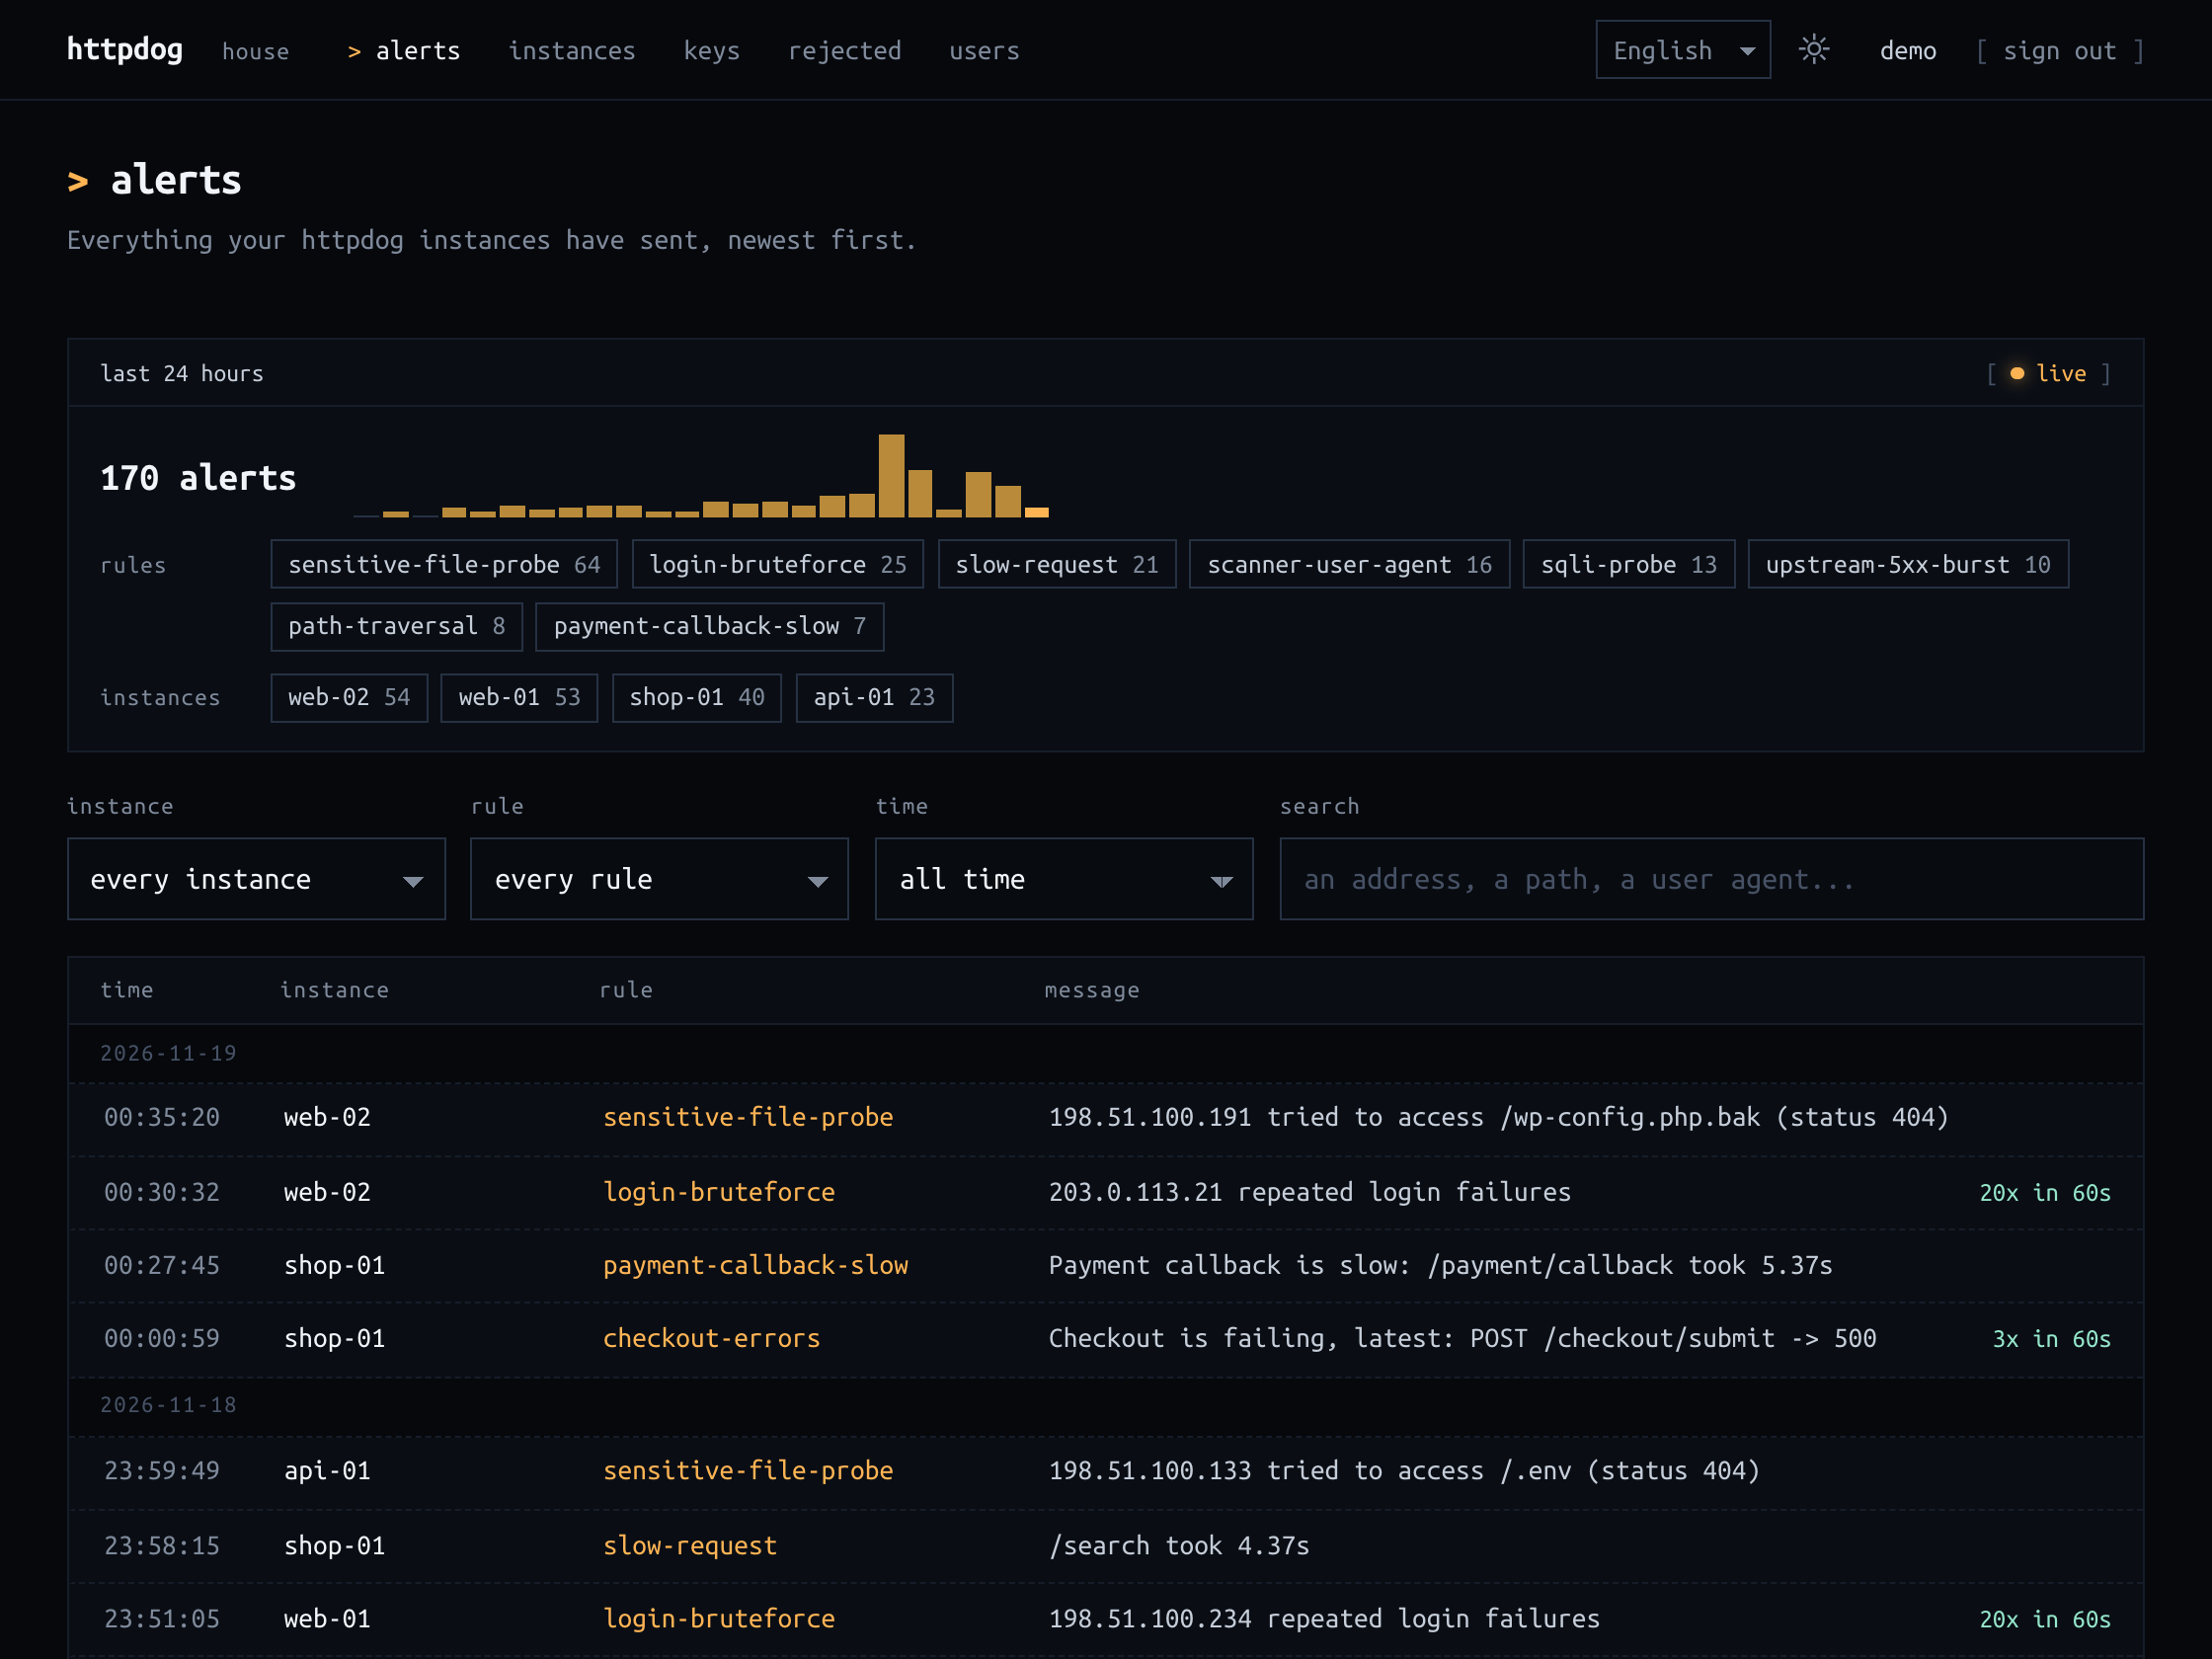 httpdog house > alerts instances keys rejected users English demo [ sign out ]
> alerts
Everything your httpdog instances have sent, newest first.
last 24 hours [ live ]
170 alerts
rules sensitive-file-probe 64 login-bruteforce 25 slow-request 21 scanner-user-agent 16 sqli-probe 13 upstream-5xx-burst 10
path-traversal 8 payment-callback-slow 7
instances web-02 54 web-01 53 shop-01 40 api-01 23
instance rule time search
every instance every rule all time an address, a path, a user agent...
time instance rule message
2026-11-19
00:35:20 web-02 sensitive-file-probe 198.51.100.191 tried to access /wp-config.php.bak (status 404)
00:30:32 web-02 login-bruteforce 203.0.113.21 repeated login failures 20x in 60s
00:27:45 shop-01 payment-callback-slow Payment callback is slow: /payment/callback took 5.37s
00:00:59 shop-01 checkout-errors Checkout is failing, latest: POST /checkout/submit -> 500 3x in 60s
2026-11-18
23:59:49 api-01 sensitive-file-probe 198.51.100.133 tried to access /.env (status 404)
23:58:15 shop-01 slow-request /search took 4.37s
23:51:05 web-01 login-bruteforce 198.51.100.234 repeated login failures 20x in 60s